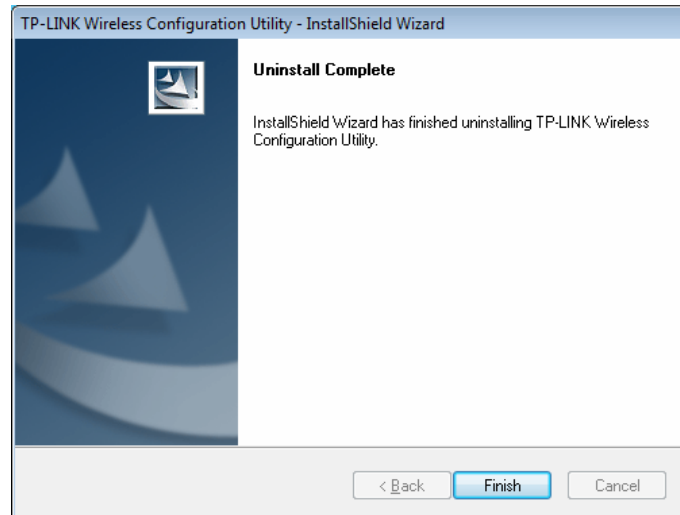 TP-LINK Wireless Configuration Utility - InstallShield Wizard
Uninstall Complete
InstallShield Wizard has finished uninstalling TP-LINK Wireless
Configuration Utility.
< Back
Finish
Cancel